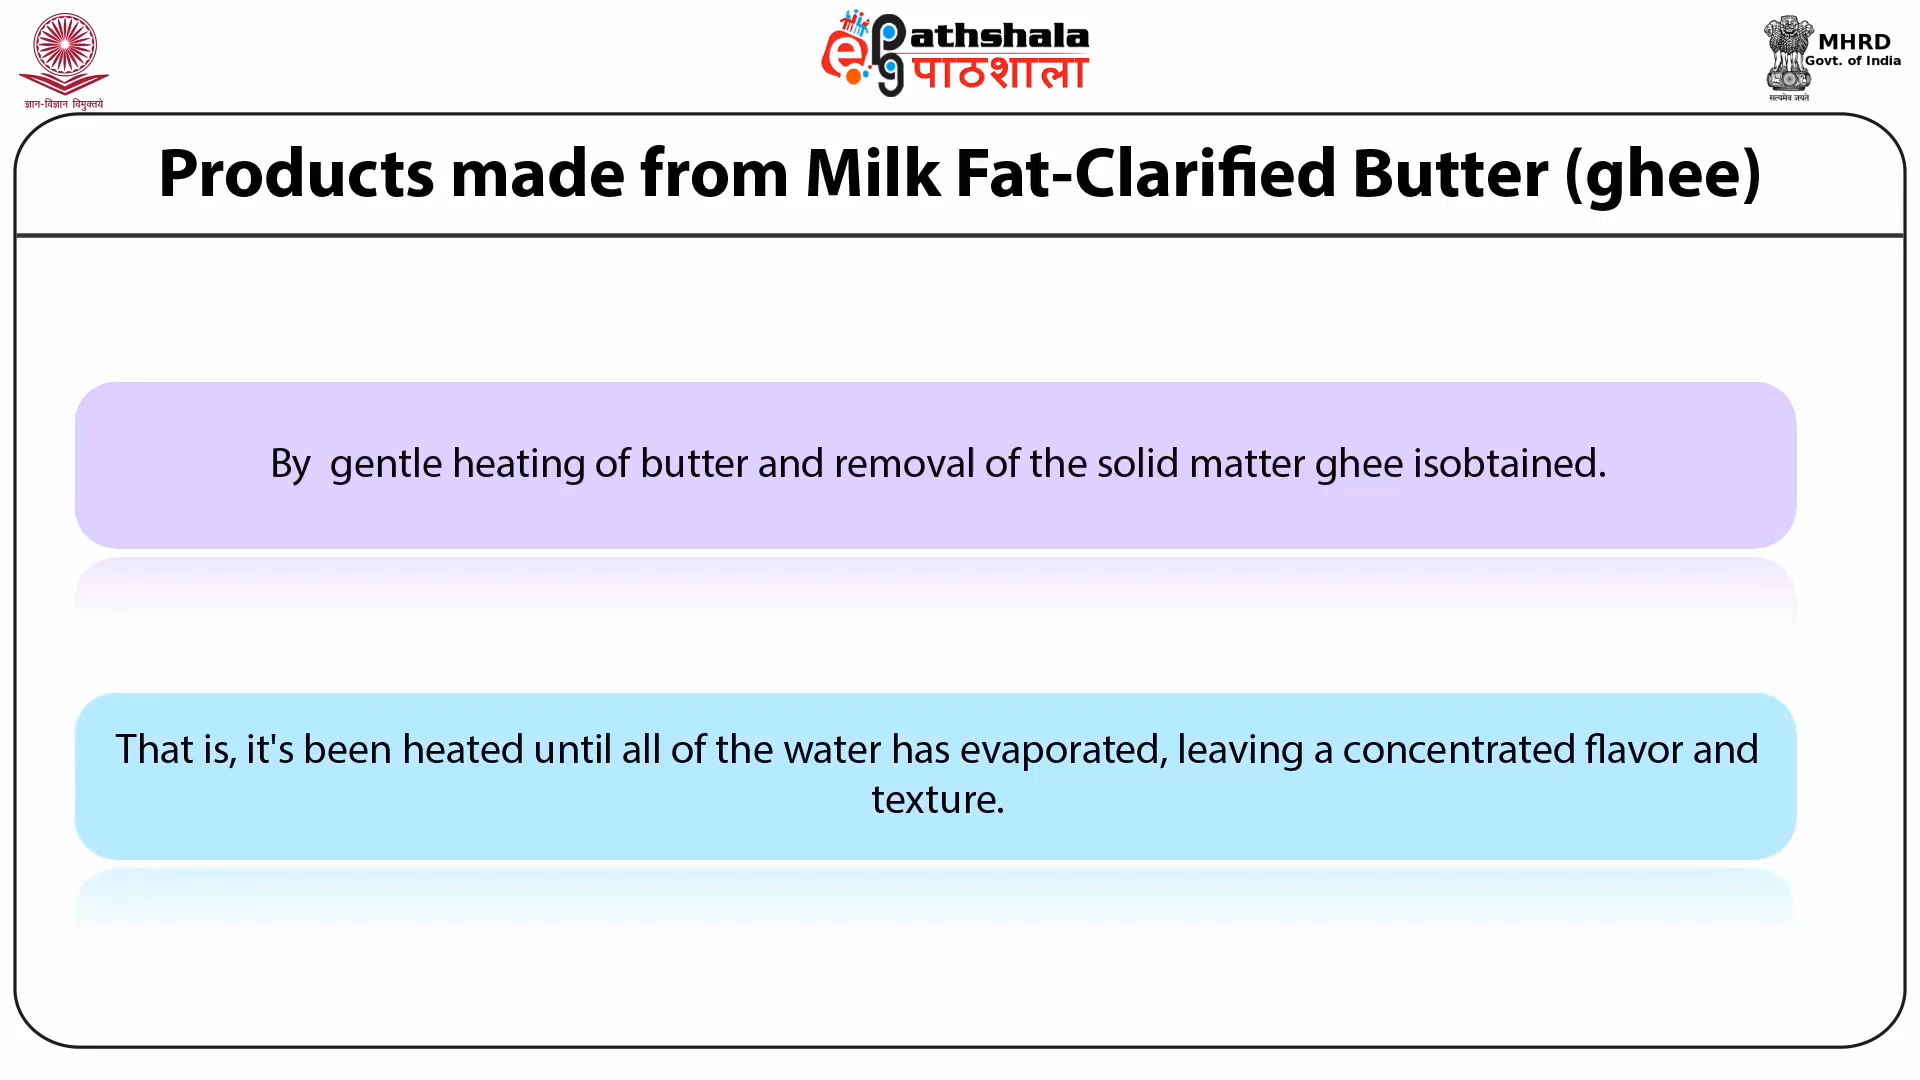 ज्ञान-विज्ञान विमुक्तये
ePathshala
पाठशाला
MHRD
Govt. of India
सत्यमेव जयते
Products made from Milk Fat-Clarified Butter (ghee)
By  gentle heating of butter and removal of the solid matter ghee isobtained.
That is, it's been heated until all of the water has evaporated, leaving a concentrated flavor and
texture.